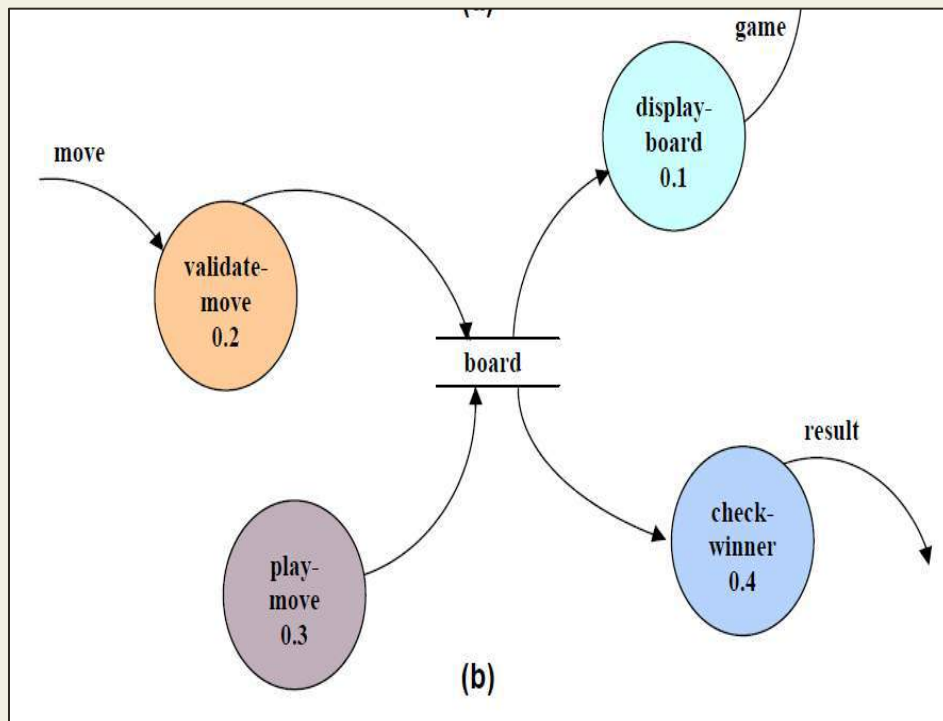 game
display-
board
0.1
move
validate-
move
0.2
board
result
check-
winner
0.4
play-
move
0.3
(b)